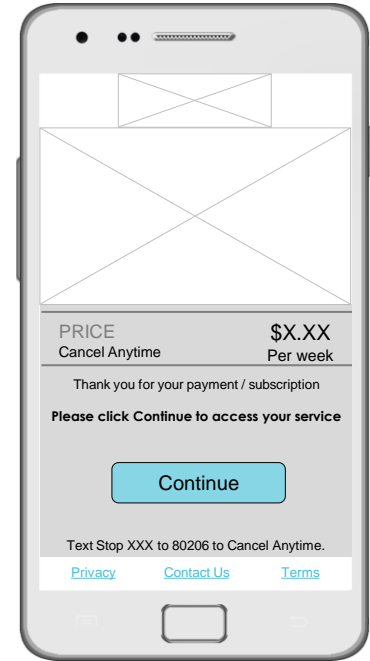 PRICE $X.XX
Cancel Anytime Per week
Thank you for your payment / subscription
Please click Continue to access your service
Continue
Text Stop XXX to 80206 to Cancel Anytime.
Privacy Contact Us Terms